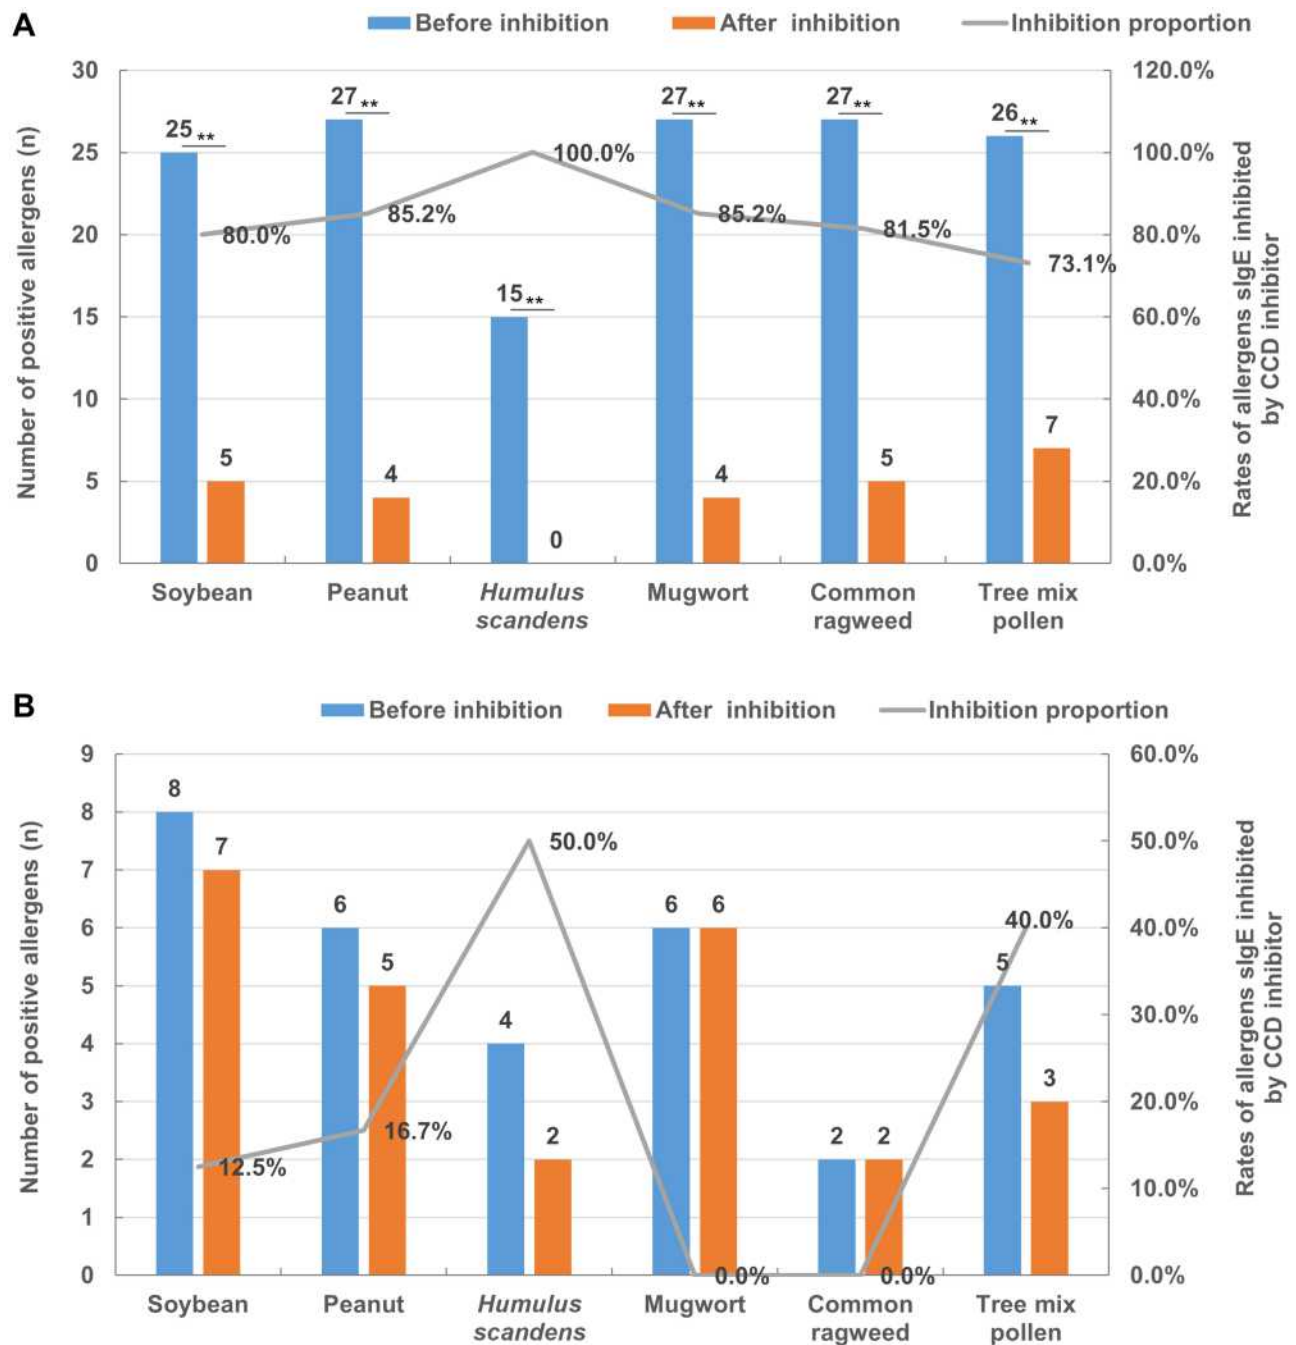 A
Before inhibition After inhibition Inhibition proportion
Number of positive allergens (n)
30
25
20
15
10
5
0
120.0%
100.0%
80.0%
60.0%
40.0%
20.0%
0.0%
Rates of allergens sIgE inhibited
by CCD inhibitor
25 ** 27 ** 15 ** 27 ** 27 ** 26 **
80.0% 85.2% 100.0% 85.2% 81.5% 73.1%
5 4 0 4 5 7
Soybean Peanut Humulus Mugwort Common Tree mix
scandens ragweed pollen
B
Before inhibition After inhibition Inhibition proportion
Number of positive allergens (n)
9
8
7
6
5
4
3
2
1
0
60.0%
50.0%
40.0%
30.0%
20.0%
10.0%
0.0%
Rates of allergens sIgE inhibited
by CCD inhibitor
8 7 6 5 4 2 6 6 2 2 5 3
12.5% 16.7% 50.0% 0.0% 0.0% 40.0%
Soybean Peanut Humulus Mugwort Common Tree mix
scandens ragweed pollen